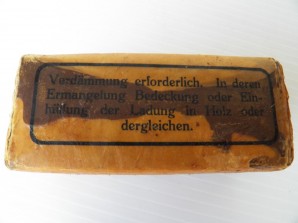 Verdämmung erforderlich. In deren
Ermangelung Bedeckung oder Ein-
hüllung der Ladung in Holz oder
dergleichen.